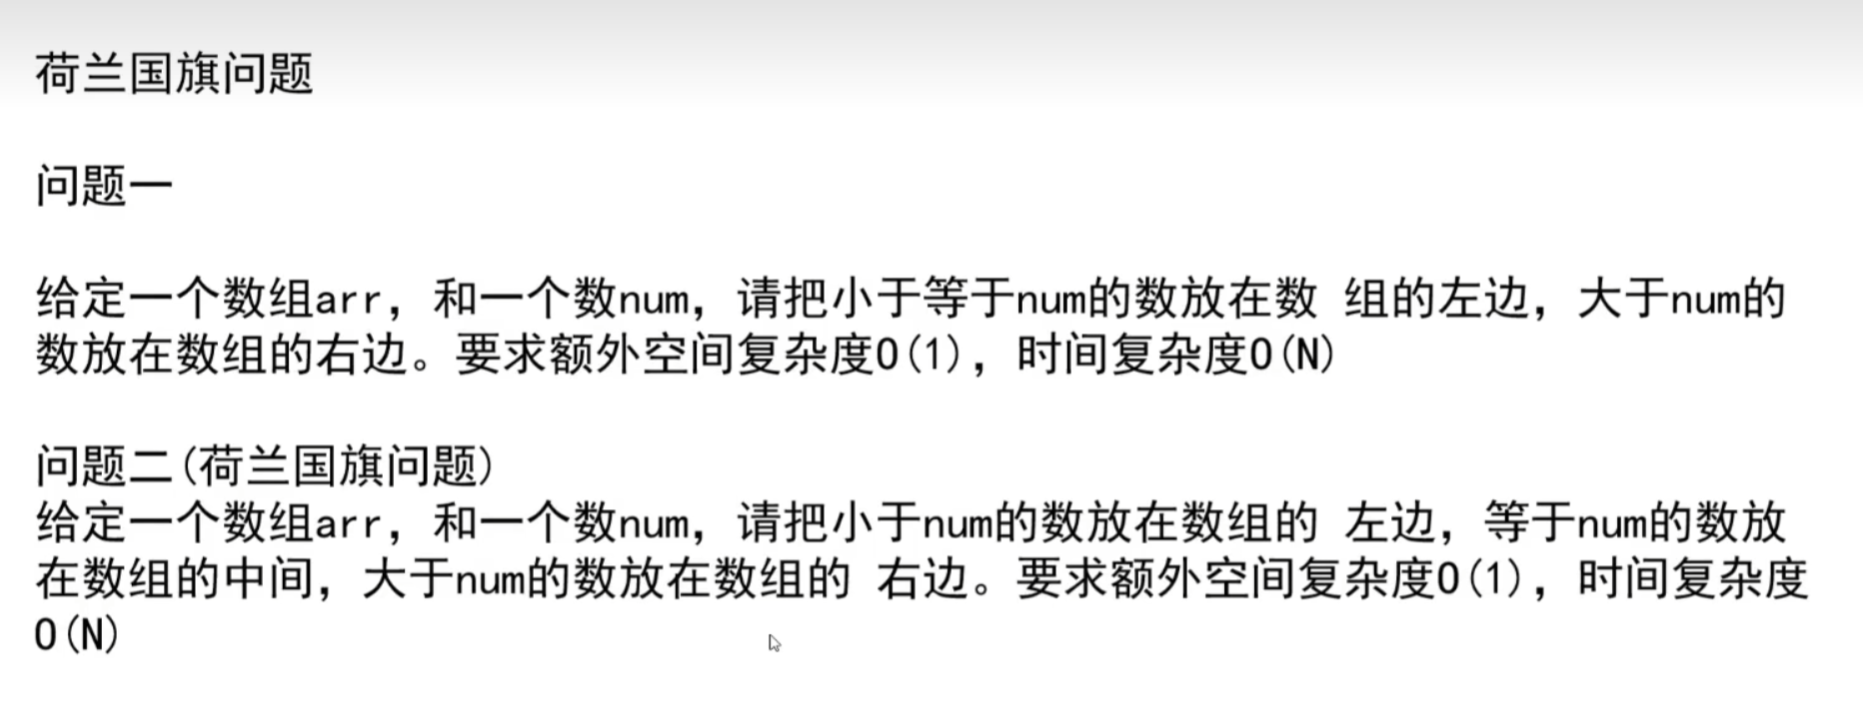 荷兰国旗问题
问题一
给定一个数组arr，和一个数num，请把小于等于num的数放在数 组的左边，大于num的
数放在数组的右边。要求额外空间复杂度O(1)，时间复杂度O(N)
问题二(荷兰国旗问题)
给定一个数组arr，和一个数num，请把小于num的数放在数组的 左边，等于num的数放
在数组的中间，大于num的数放在数组的 右边。要求额外空间复杂度O(1)，时间复杂度
O(N)